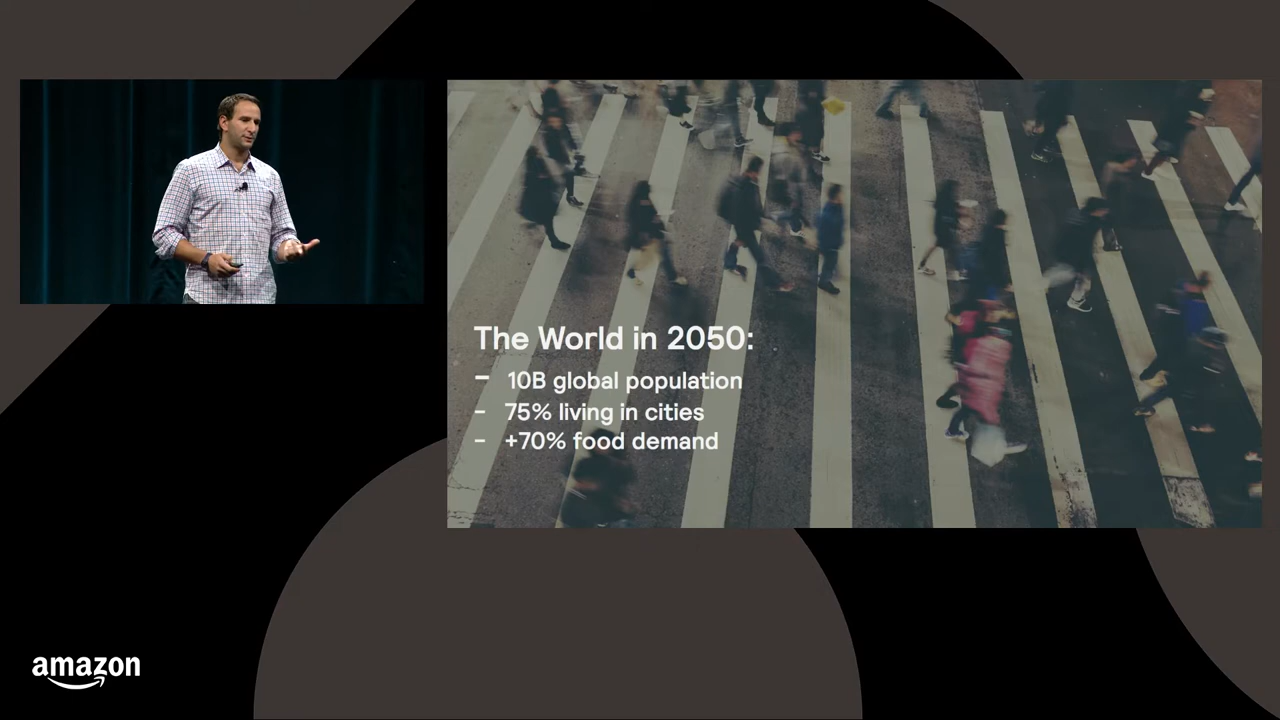 The World in 2050:
- 10B global population
- 75% living in cities
- +70% food demand
amazon